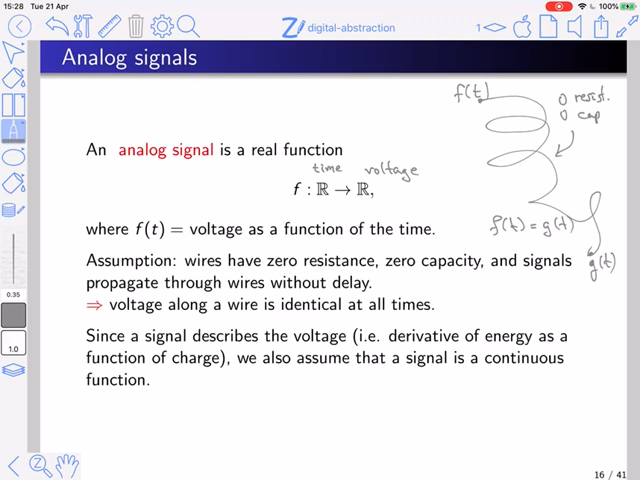 15:28 Tue 21 Apr
100%
digital-abstraction
1
Analog signals
f(t)
0 resist.
0 cap
An analog signal is a real function
time voltage
f : ℝ → ℝ,
f(t) = g(t)
where f(t) = voltage as a function of the time.
Assumption: wires have zero resistance, zero capacity, and signals
g(t)
propagate through wires without delay.
⇒ voltage along a wire is identical at all times.
Since a signal describes the voltage (i.e. derivative of energy as a
function of charge), we also assume that a signal is a continuous
function.
0.35
1.0
16 / 41